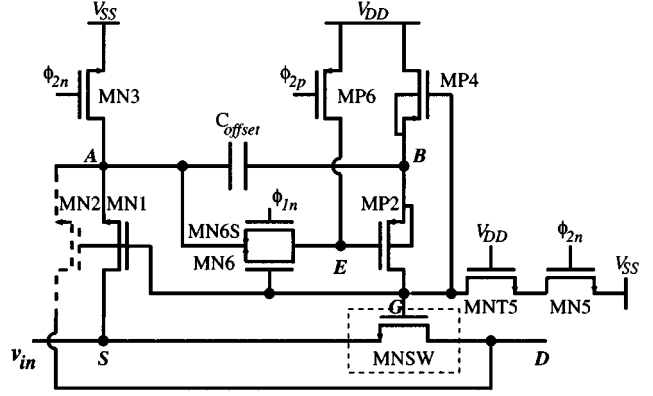 V_SS V_DD
ϕ_2n MN3 ϕ_2p MP6 MP4
C_offset
A B
MN2 MN1 ϕ_1n MP2
MN6S V_DD ϕ_2n V_SS
MN6 E
G MNT5 MN5
v_in S MNSW D